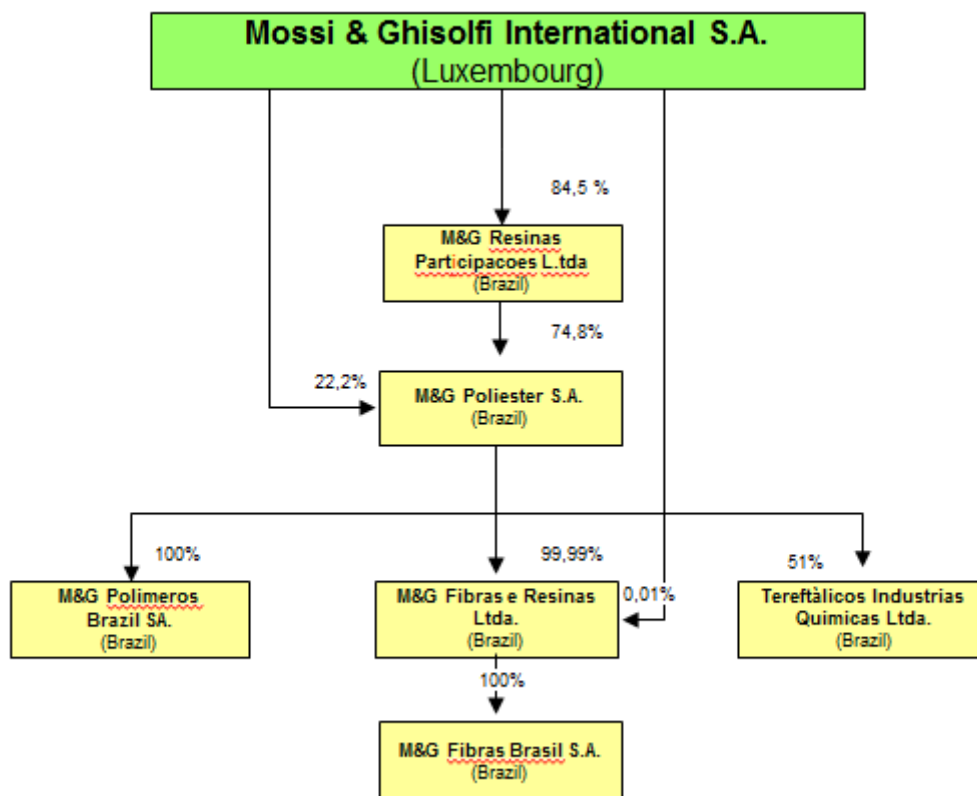 Mossi & Ghisolfi International S.A.
(Luxembourg)
84,5 %
M&G Resinas
Participacoes L.tda
(Brazil)
74,8%
22,2%
M&G Poliester S.A.
(Brazil)
100%
99,99%
51%
M&G Polimeros
Brazil SA.
(Brazil)
M&G Fibras e Resinas
Ltda.
(Brazil)
0,01%
Tereftàlicos Industrias
Quimicas Ltda.
(Brazil)
100%
M&G Fibras Brasil S.A.
(Brazil)